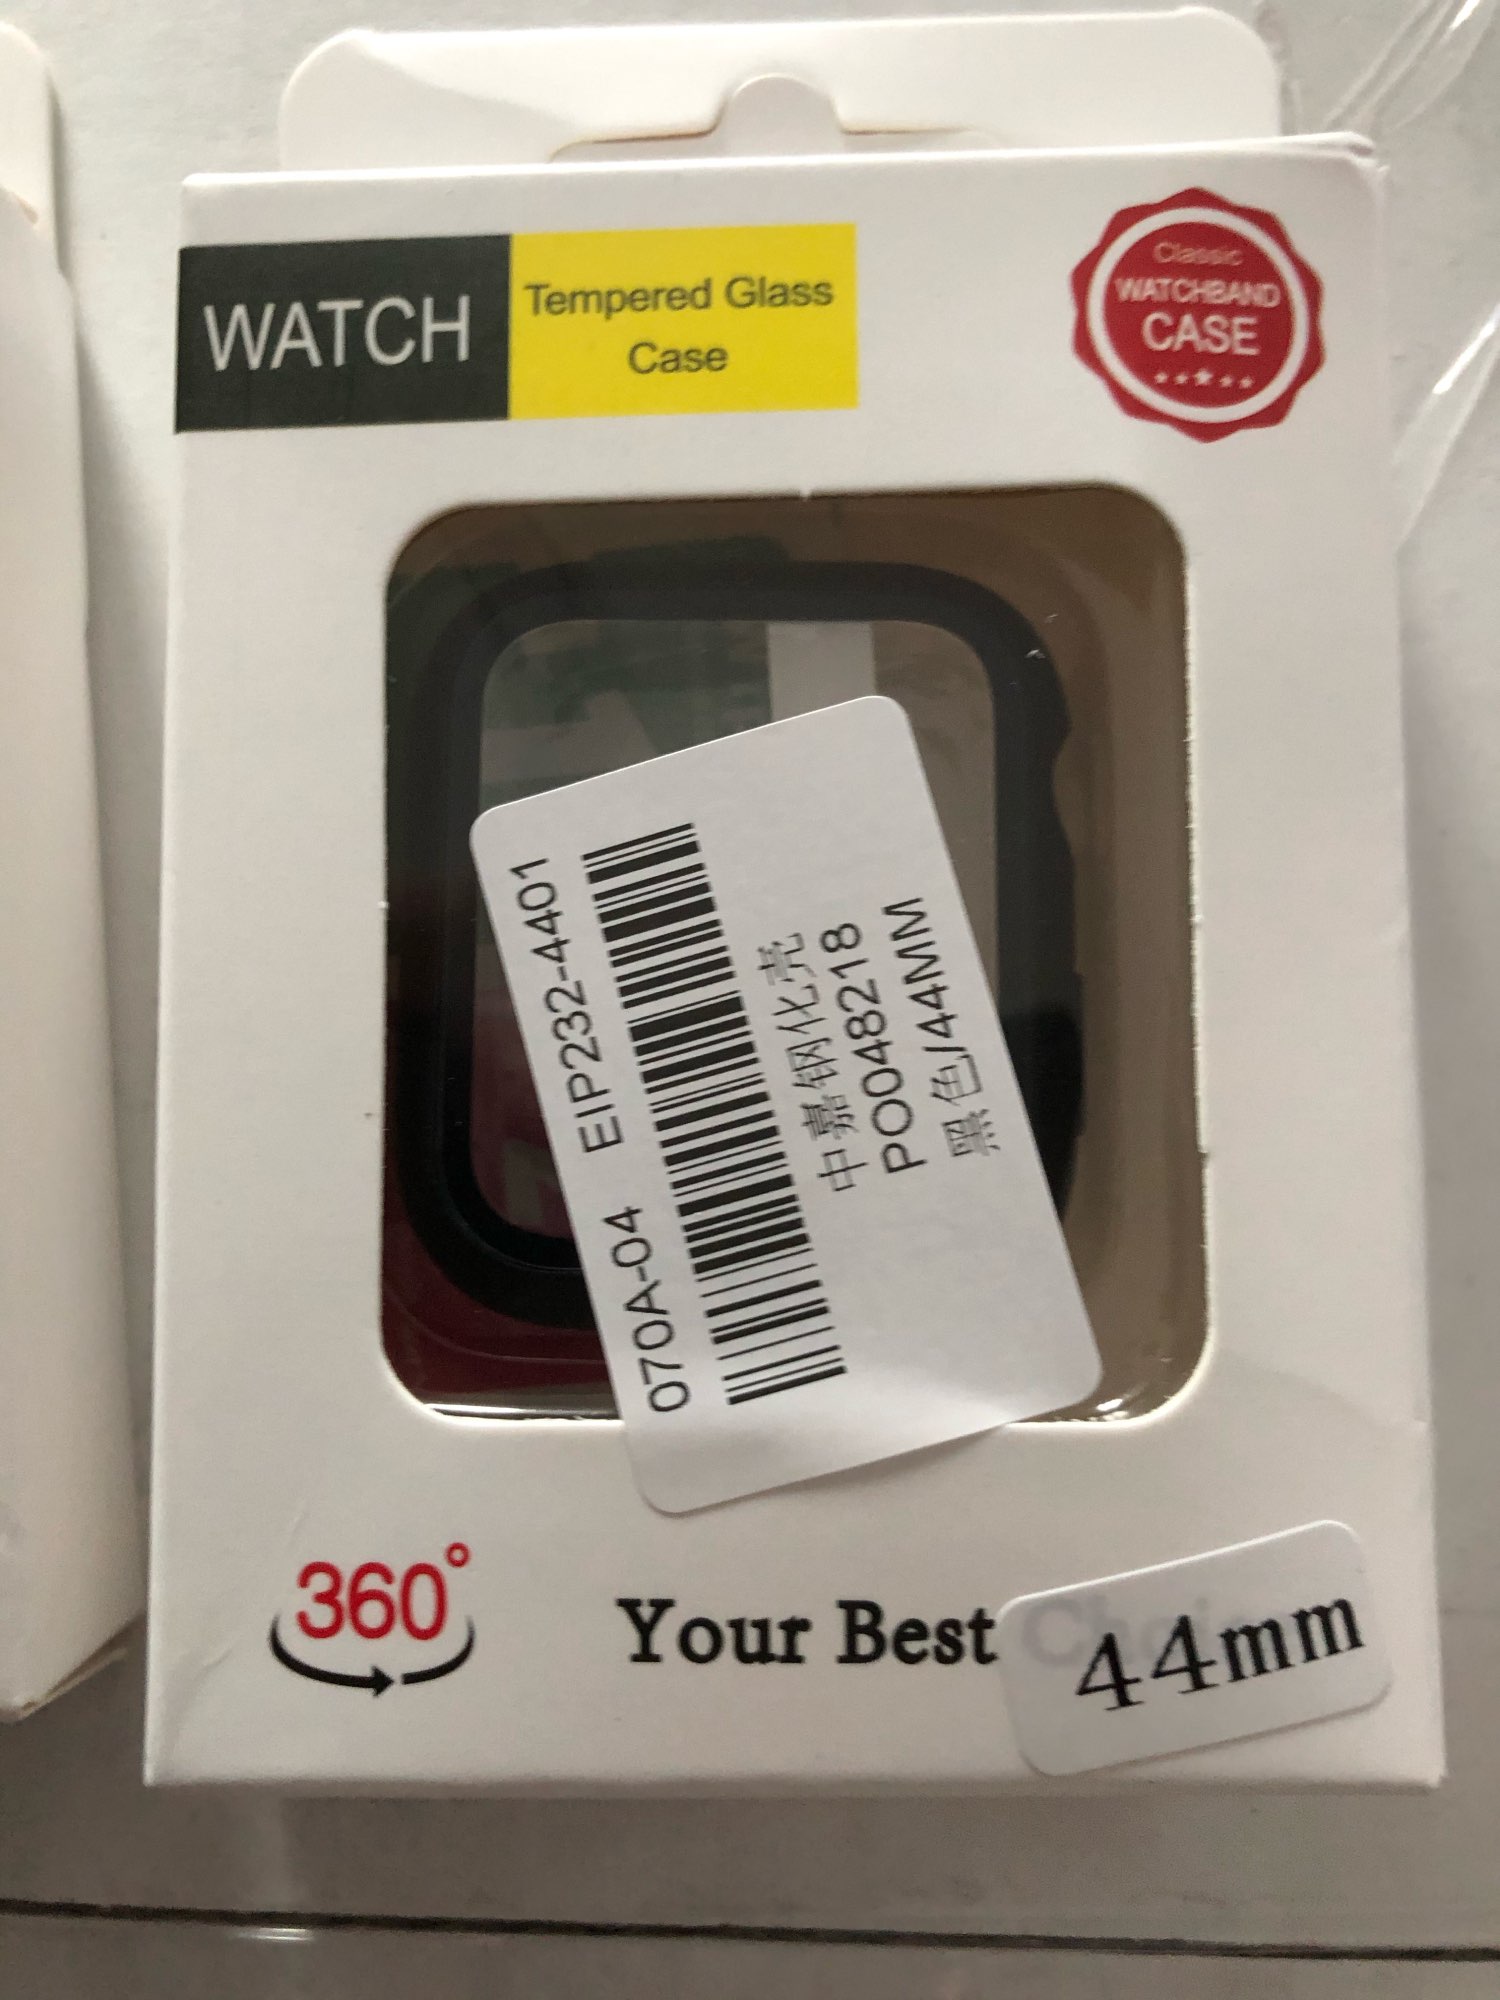 WATCH
Tempered Glass
Case
Classic
WATCHBAND
CASE
070A-04 EIP232-4401
中嘉钢化壳
PO048218
黑色/44MM
360°
Your Best
44mm